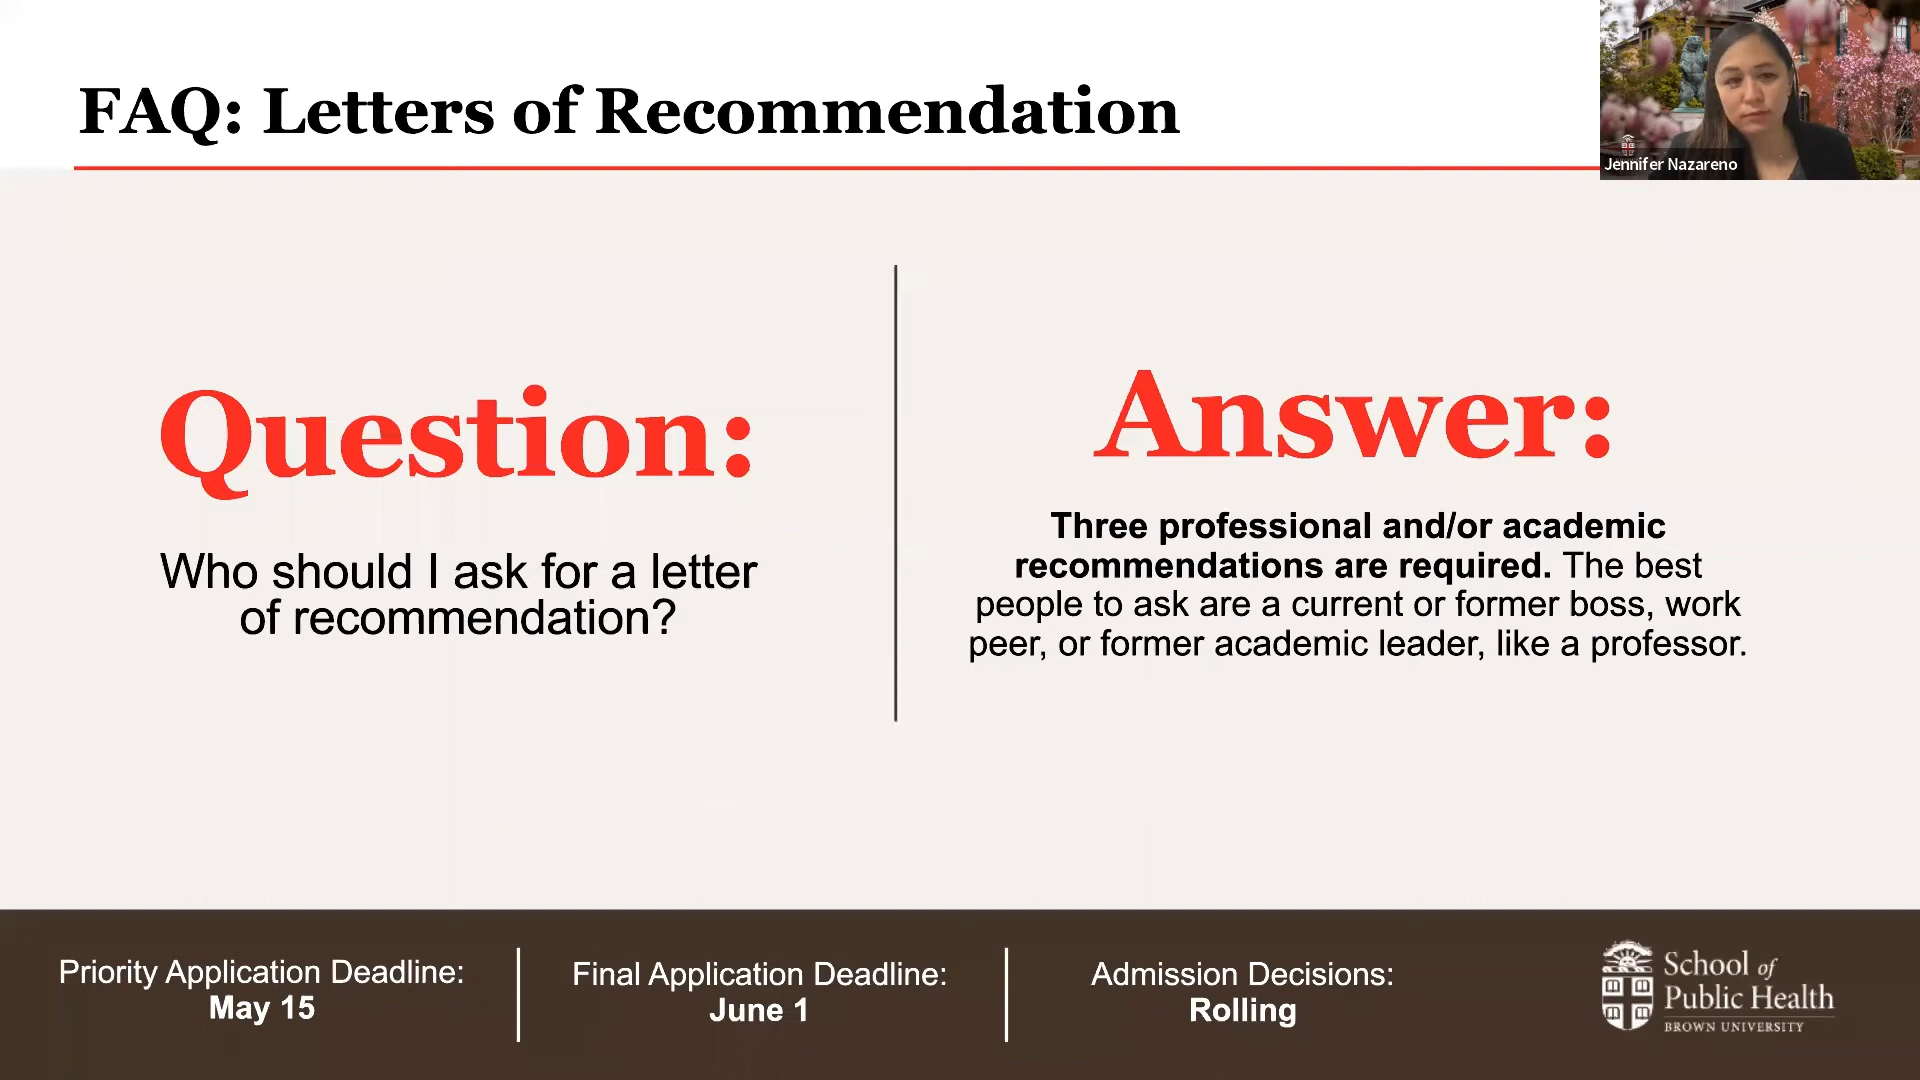 FAQ: Letters of Recommendation
Jennifer Nazareno
Question:
Who should I ask for a letter
of recommendation?
Answer:
Three professional and/or academic
recommendations are required. The best
people to ask are a current or former boss, work
peer, or former academic leader, like a professor.
Priority Application Deadline:
May 15
Final Application Deadline:
June 1
Admission Decisions:
Rolling
School of
Public Health
BROWN UNIVERSITY